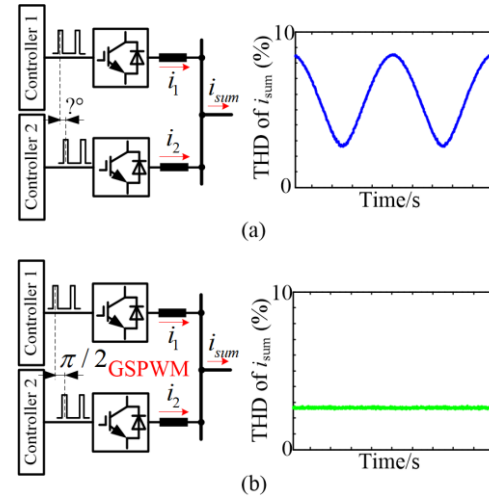 Controller 1
?°
Controller 2
i1
isum
i2
10
THD of isum (%)
0
Time/s
(a)
Controller 1
π / 2
GSPWM
Controller 2
i1
isum
i2
10
THD of isum (%)
0
Time/s
(b)